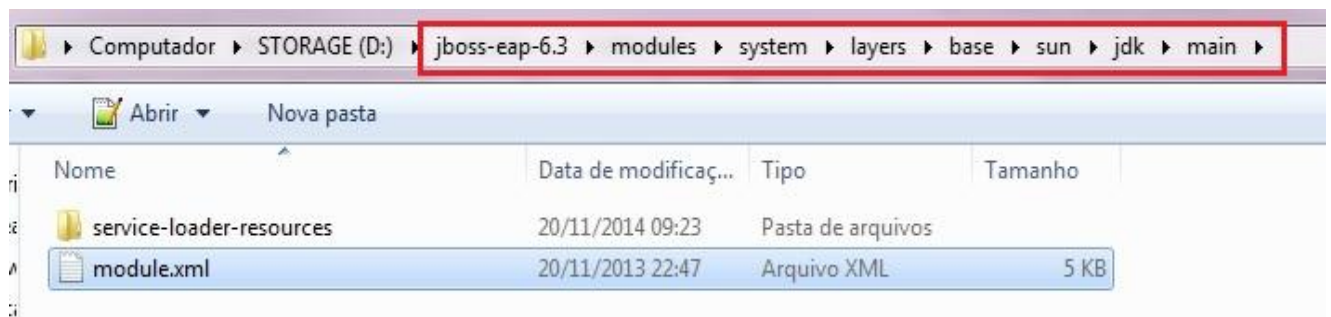 Computador STORAGE (D:) jboss-eap-6.3 modules system layers base sun jdk main
Abrir Nova pasta
Nome Data de modificaç... Tipo Tamanho
service-loader-resources 20/11/2014 09:23 Pasta de arquivos
module.xml 20/11/2013 22:47 Arquivo XML 5 KB